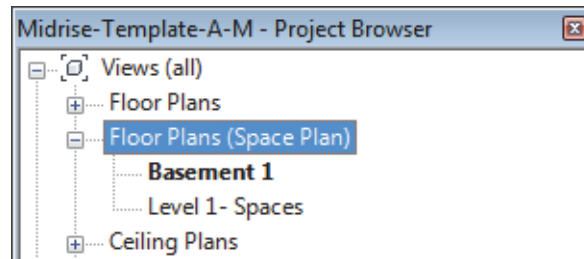 Midrise-Template-A-M - Project Browser
Views (all)
Floor Plans
Floor Plans (Space Plan)
Basement 1
Level 1- Spaces
Ceiling Plans